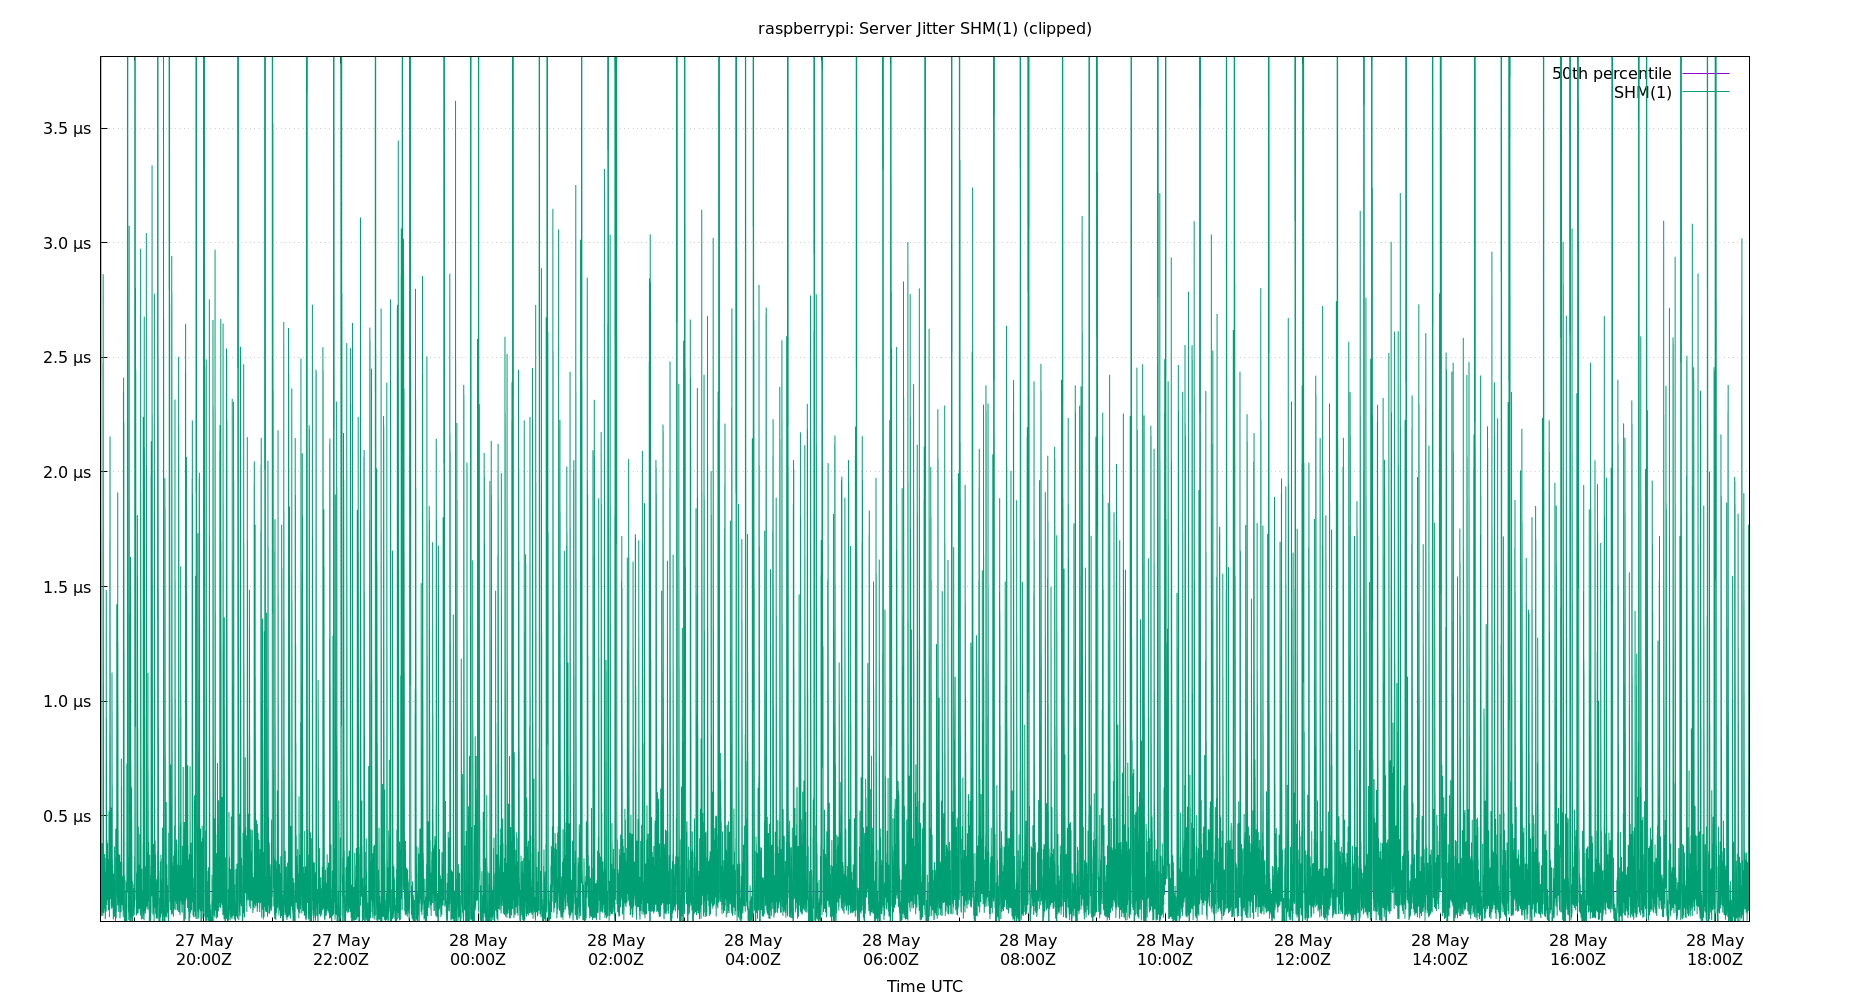 raspberrypi: Server Jitter SHM(1) (clipped)
50th percentile
SHM(1)
3.5 µs
3.0 µs
2.5 µs
2.0 µs
1.5 µs
1.0 µs
0.5 µs
27 May 27 May 28 May 28 May 28 May 28 May 28 May 28 May 28 May 28 May 28 May 28 May
20:00Z 22:00Z 00:00Z 02:00Z 04:00Z 06:00Z 08:00Z 10:00Z 12:00Z 14:00Z 16:00Z 18:00Z
Time UTC